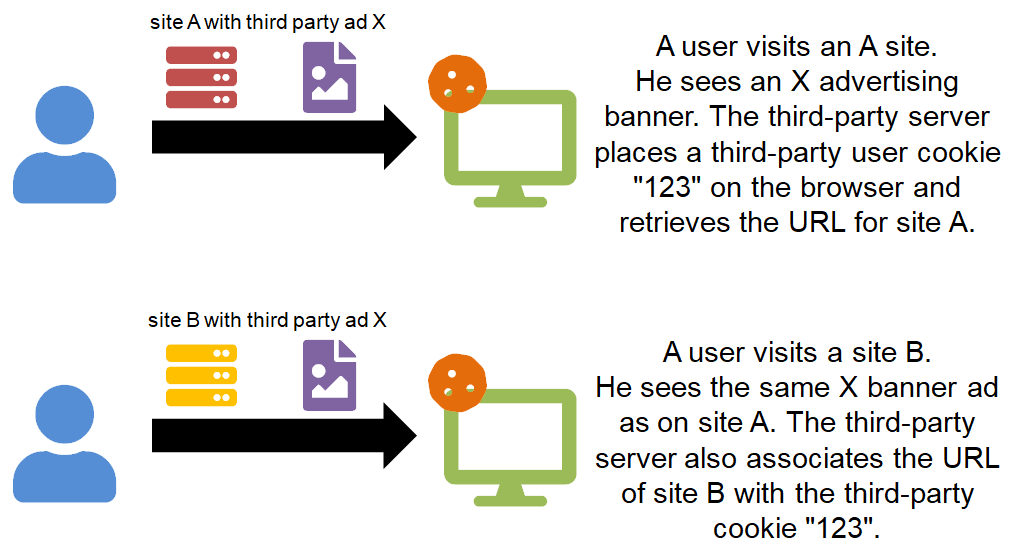 site A with third party ad X
A user visits an A site.
He sees an X advertising
banner. The third-party server
places a third-party user cookie
"123" on the browser and
retrieves the URL for site A.
site B with third party ad X
A user visits a site B.
He sees the same X banner ad
as on site A. The third-party
server also associates the URL
of site B with the third-party
cookie "123".